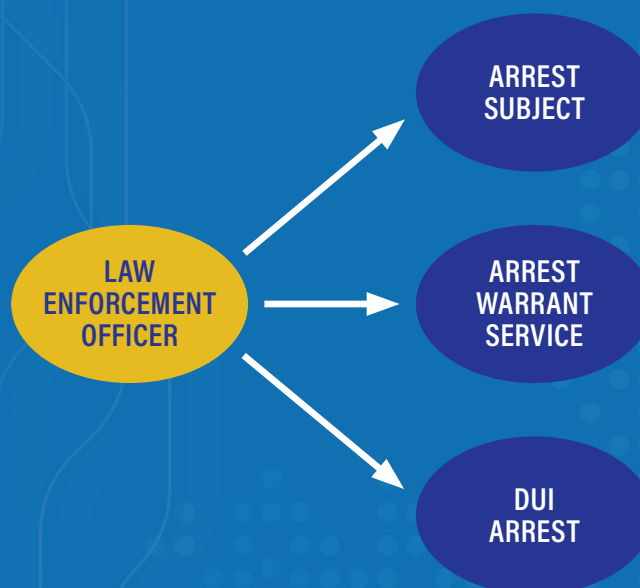 ARREST
SUBJECT
LAW
ENFORCEMENT
OFFICER
ARREST
WARRANT
SERVICE
DUI
ARREST